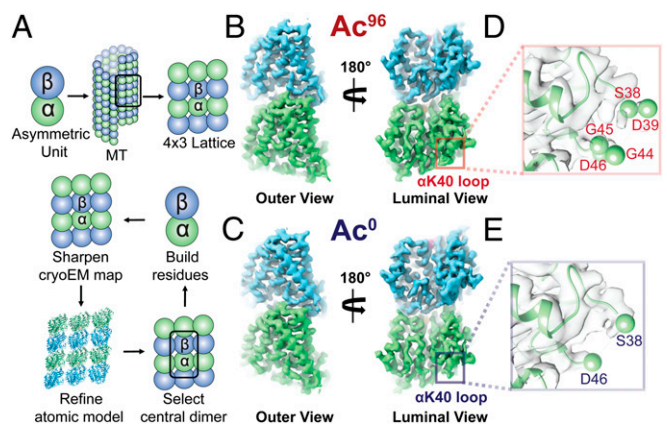 A
β
α
Asymmetric
Unit
MT
β
α
4x3 Lattice
β
α
Sharpen
cryoEM map
β
α
Build
residues
Refine
atomic model
β
α
Select
central dimer
B
Ac96
180°
αK40 loop
Outer View
Luminal View
C
Ac0
180°
αK40 loop
Outer View
Luminal View
D
S38
D39
G45
G44
D46
E
S38
D46